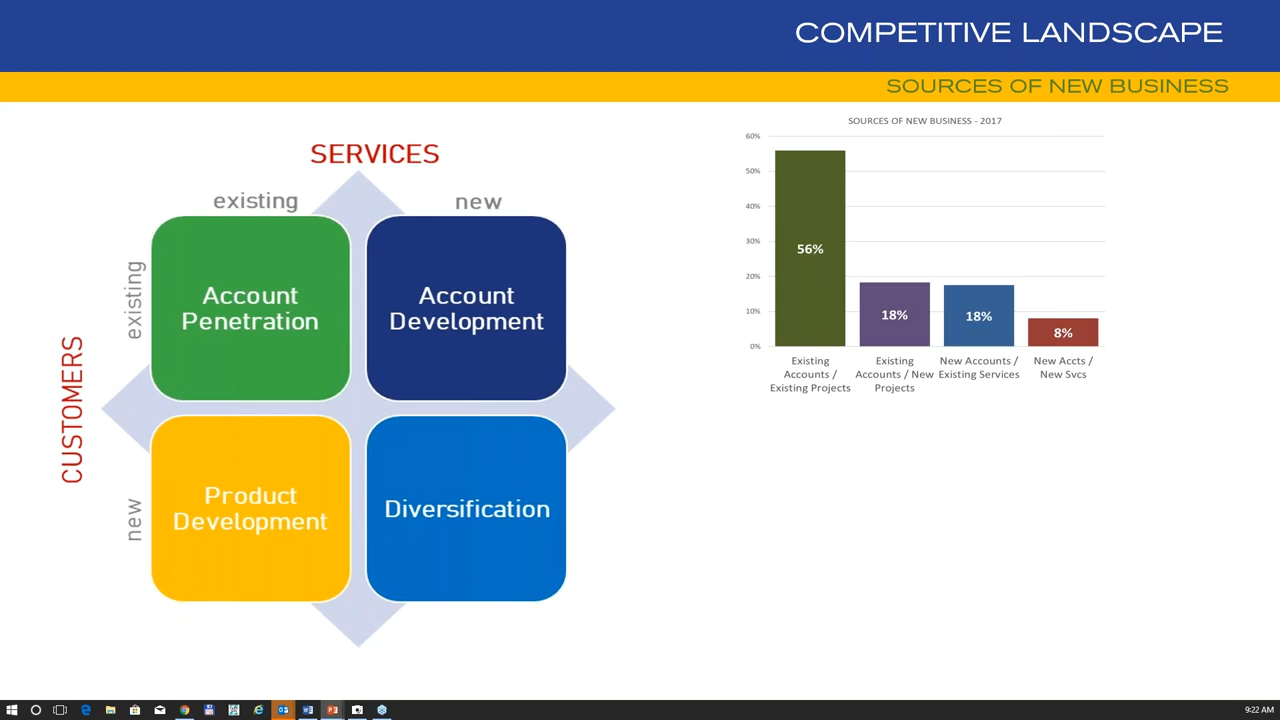 COMPETITIVE LANDSCAPE
SOURCES OF NEW BUSINESS
SERVICES
existing
new
CUSTOMERS
existing
new
Account
Penetration
Account
Development
Product
Development
Diversification
SOURCES OF NEW BUSINESS - 2017
60%
50%
40%
30%
20%
10%
0%
56%
18%
18%
8%
Existing
Accounts /
Existing Projects
Existing
Accounts / New
Projects
New Accounts /
Existing Services
New Accts /
New Svcs
9:22 AM